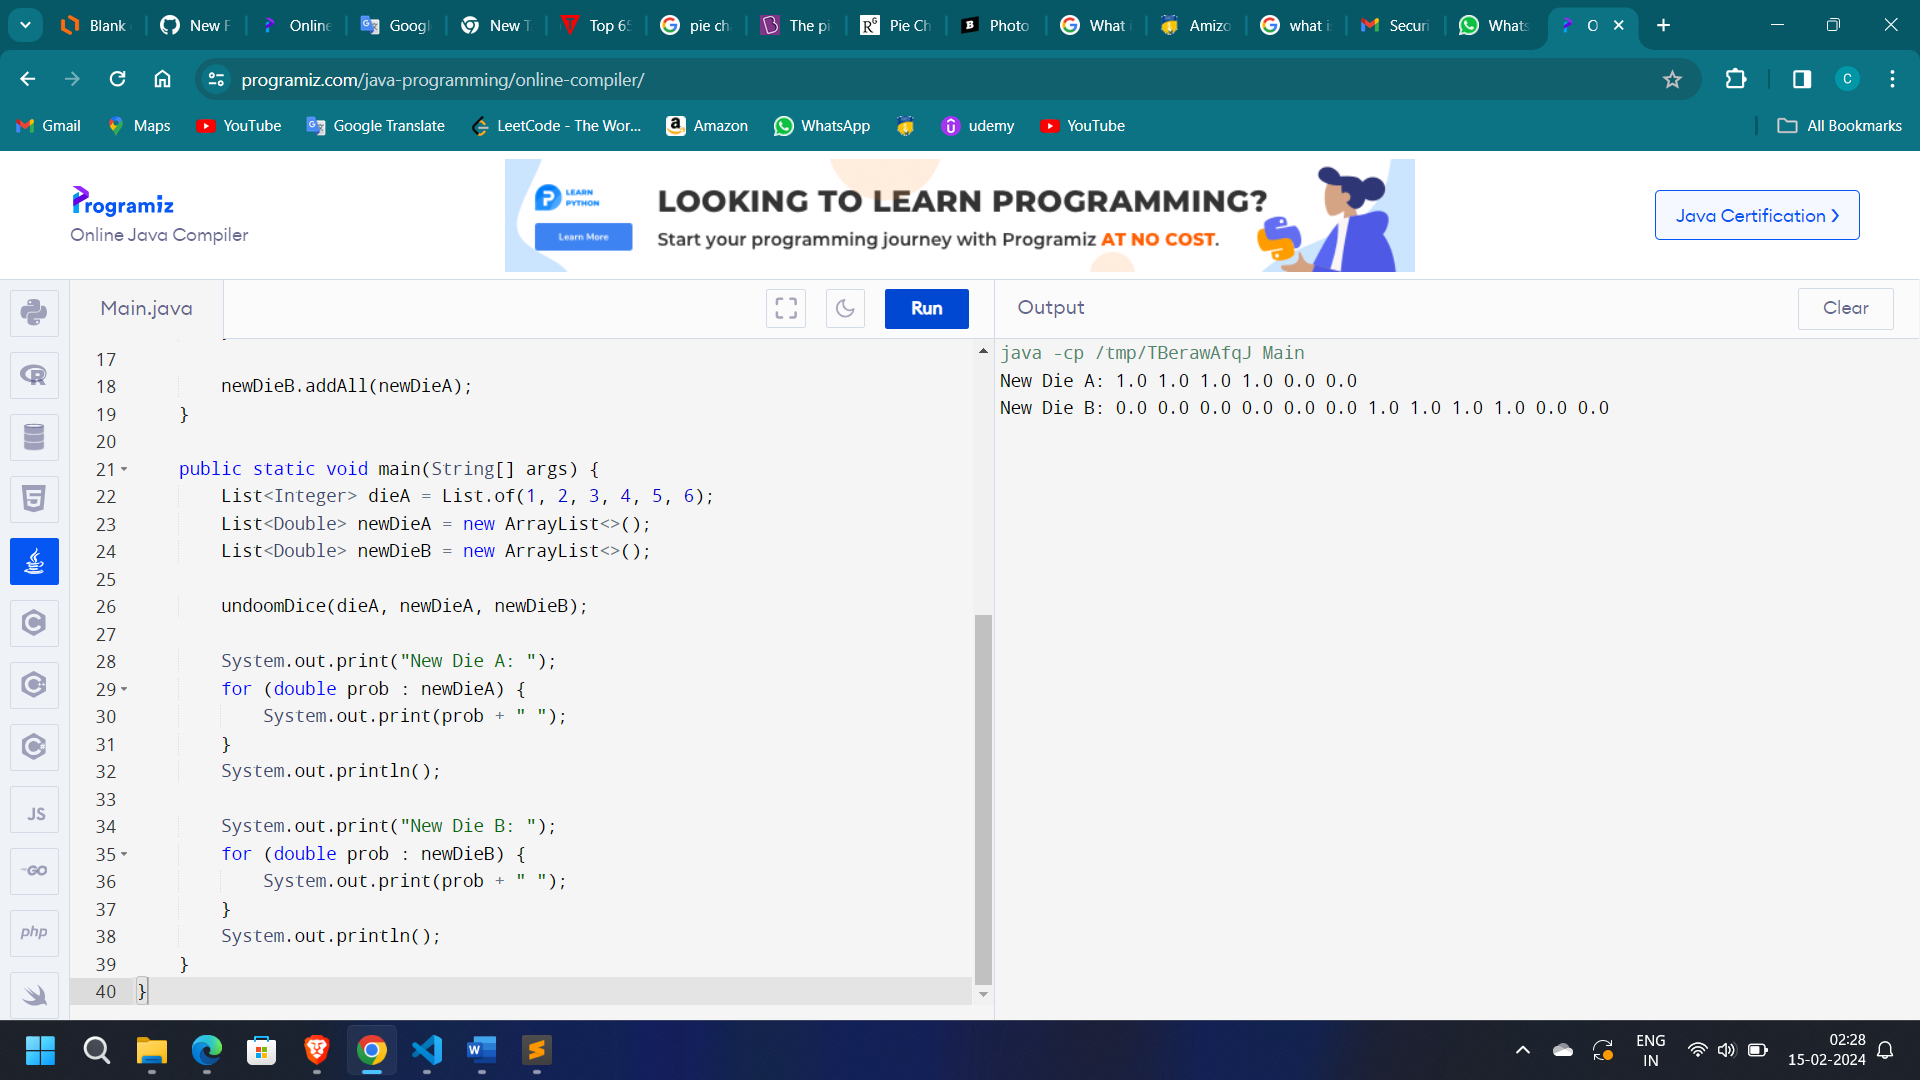 Blank
New F
Online
Googl
New T
Top 65
pie ch
The pi
Pie Ch
Photo
What i
Amizo
what is
Securi
Whats
O
programiz.com/java-programming/online-compiler/
C
Gmail
Maps
YouTube
Google Translate
LeetCode - The Wor...
Amazon
WhatsApp
udemy
YouTube
All Bookmarks
Programiz
Online Java Compiler
LEARN
PYTHON
Learn More
LOOKING TO LEARN PROGRAMMING?
Start your programming journey with Programiz AT NO COST.
Java Certification ❯
Main.java
Run
Output
Clear
17
18 newDieB.addAll(newDieA);
19 }
20
21 public static void main(String[] args) {
22 List<Integer> dieA = List.of(1, 2, 3, 4, 5, 6);
23 List<Double> newDieA = new ArrayList<>();
24 List<Double> newDieB = new ArrayList<>();
25
26 undoomDice(dieA, newDieA, newDieB);
27
28 System.out.print("New Die A: ");
29 for (double prob : newDieA) {
30 System.out.print(prob + " ");
31 }
32 System.out.println();
33
34 System.out.print("New Die B: ");
35 for (double prob : newDieB) {
36 System.out.print(prob + " ");
37 }
38 System.out.println();
39 }
40 }
java -cp /tmp/TBerawAfqJ Main
New Die A: 1.0 1.0 1.0 1.0 0.0 0.0
New Die B: 0.0 0.0 0.0 0.0 0.0 0.0 1.0 1.0 1.0 1.0 0.0 0.0
R
JS
GO
php
ENG
IN
02:28
15-02-2024